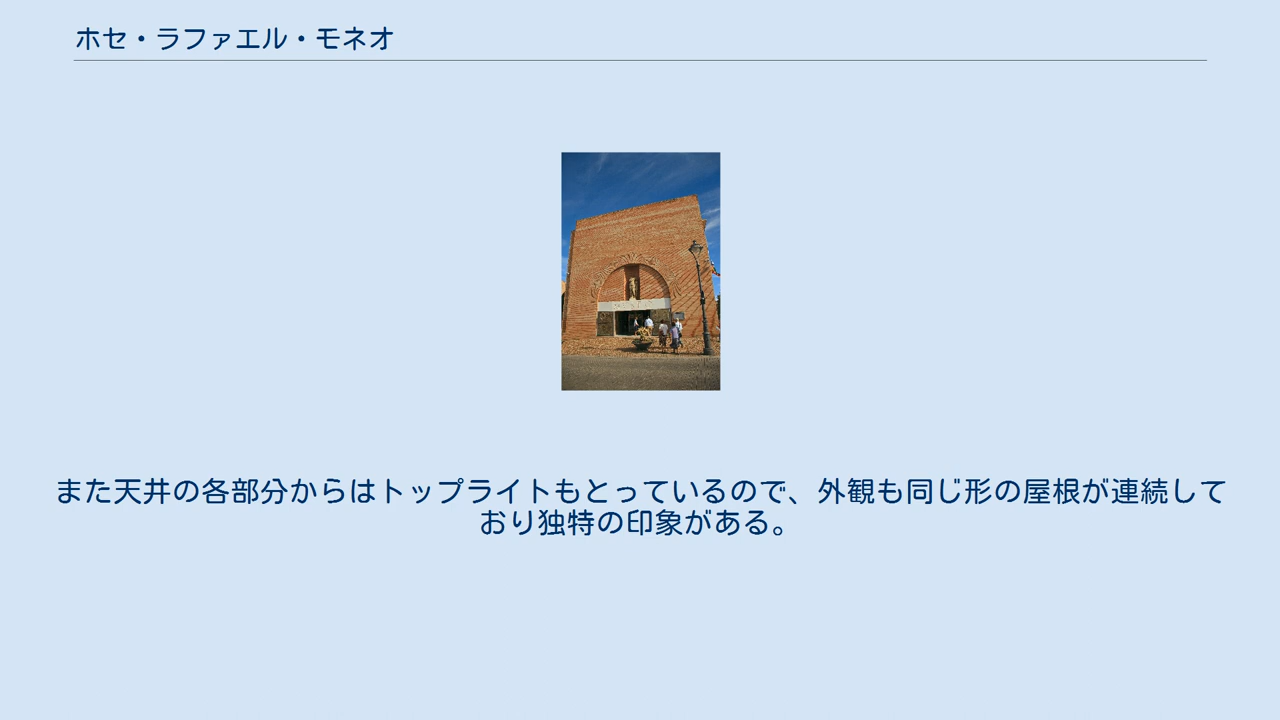 ホセ・ラファエル・モネオ
また天井の各部分からはトップライトもとっているので、外観も同じ形の屋根が連続して
おり独特の印象がある。